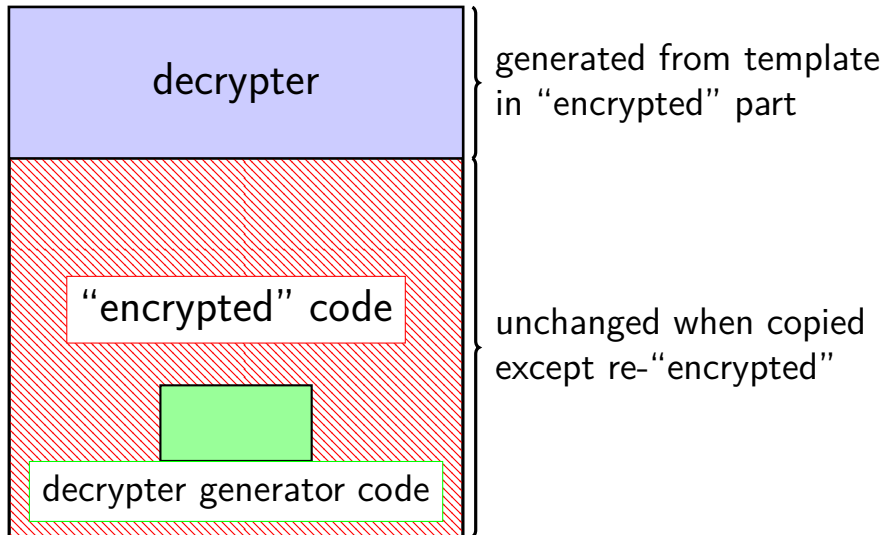 decrypter
generated from template
in “encrypted” part
“encrypted” code
unchanged when copied
except re-“encrypted”
decrypter generator code